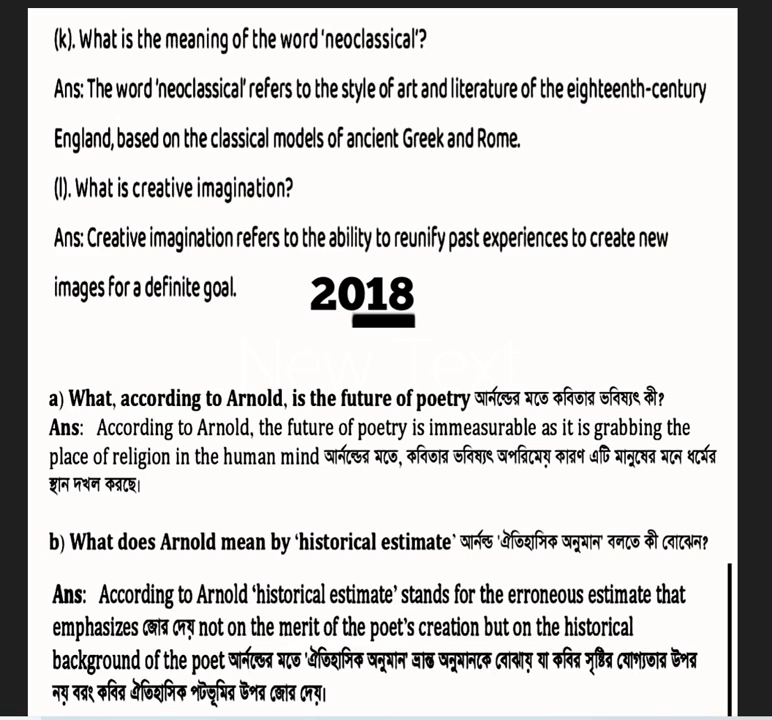 (k). What is the meaning of the word 'neoclassical'?
Ans: The word 'neoclassical' refers to the style of art and literature of the eighteenth-century
England, based on the classical models of ancient Greek and Rome.
(l). What is creative imagination?
Ans: Creative imagination refers to the ability to reunify past experiences to create new
images for a definite goal.
2018
New Text
a) What, according to Arnold, is the future of poetry আর্নল্ডের মতে কবিতার ভবিষ্যৎ কী?
Ans: According to Arnold, the future of poetry is immeasurable as it is grabbing the
place of religion in the human mind আর্নল্ডের মতে, কবিতার ভবিষ্যৎ অপরিমেয় কারণ এটি মানুষের মনে ধর্মের
স্থান দখল করছে।
b) What does Arnold mean by 'historical estimate' আর্নল্ড 'ঐতিহাসিক অনুমান' বলতে কী বোঝেন?
Ans: According to Arnold 'historical estimate' stands for the erroneous estimate that
emphasizes জোর দেয় not on the merit of the poet's creation but on the historical
background of the poet আর্নল্ডের মতে 'ঐতিহাসিক অনুমান' ভ্রান্ত অনুমানকে বোঝায় যা কবির সৃষ্টির যোগ্যতার উপর
নয় বরং কবির ঐতিহাসিক পটভূমির উপর জোর দেয়।